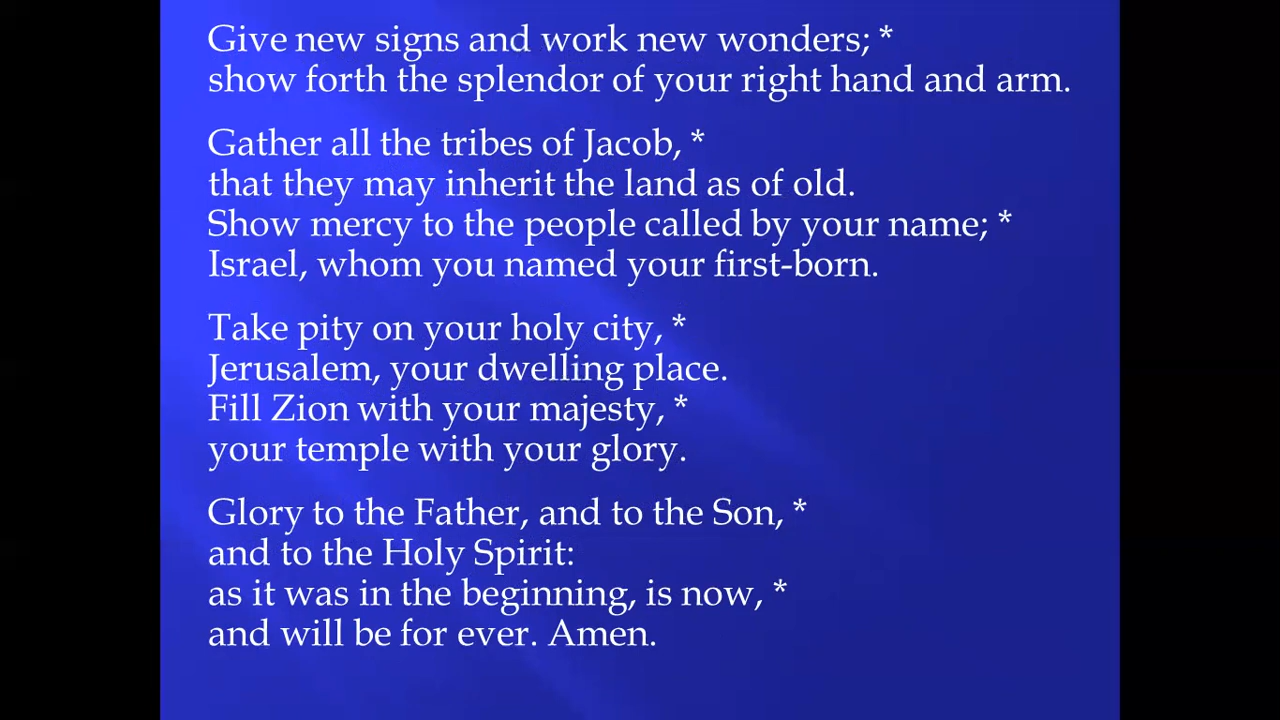 Give new signs and work new wonders; *
show forth the splendor of your right hand and arm.
Gather all the tribes of Jacob, *
that they may inherit the land as of old.
Show mercy to the people called by your name; *
Israel, whom you named your first-born.
Take pity on your holy city, *
Jerusalem, your dwelling place.
Fill Zion with your majesty, *
your temple with your glory.
Glory to the Father, and to the Son, *
and to the Holy Spirit:
as it was in the beginning, is now, *
and will be for ever. Amen.